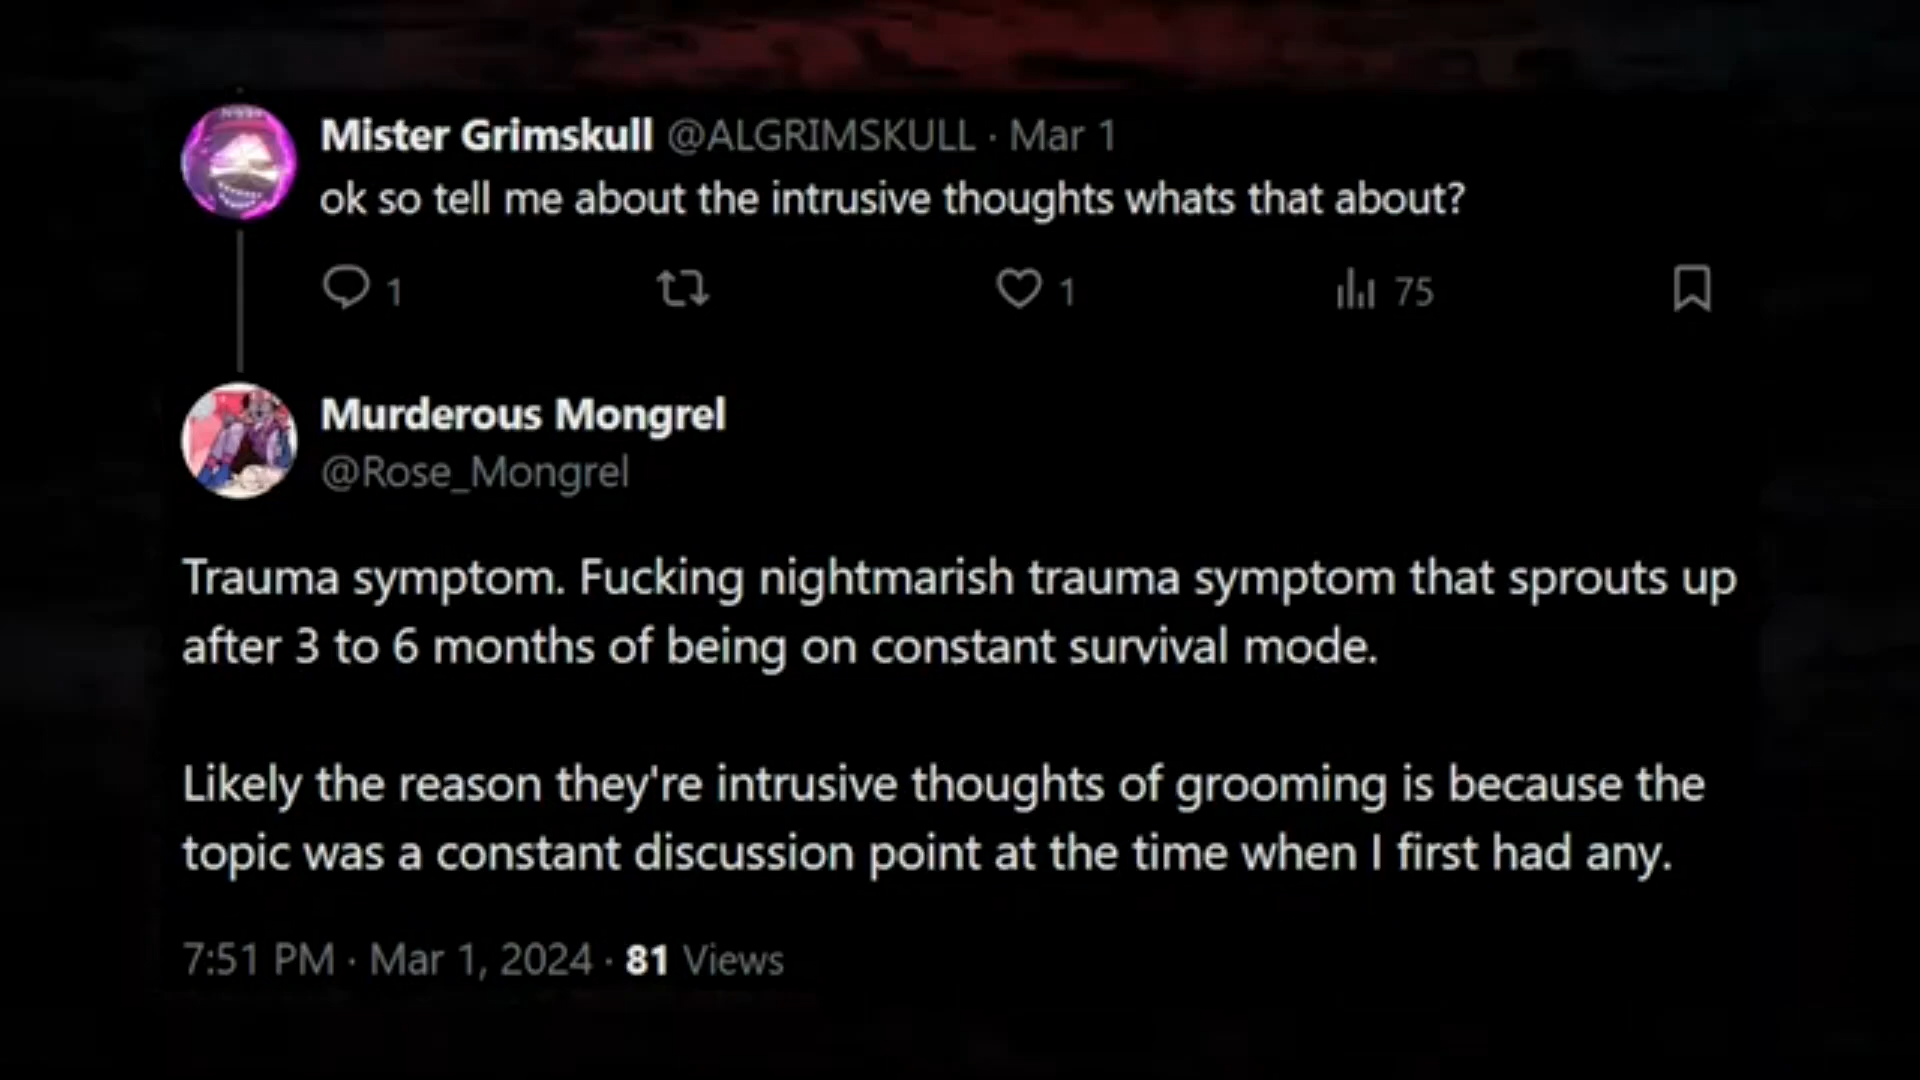 Mister Grimskull @ALGRIMSKULL · Mar 1
ok so tell me about the intrusive thoughts whats that about?
1 1 75
Murderous Mongrel
@Rose_Mongrel
Trauma symptom. Fucking nightmarish trauma symptom that sprouts up
after 3 to 6 months of being on constant survival mode.
Likely the reason they're intrusive thoughts of grooming is because the
topic was a constant discussion point at the time when I first had any.
7:51 PM · Mar 1, 2024 · 81 Views